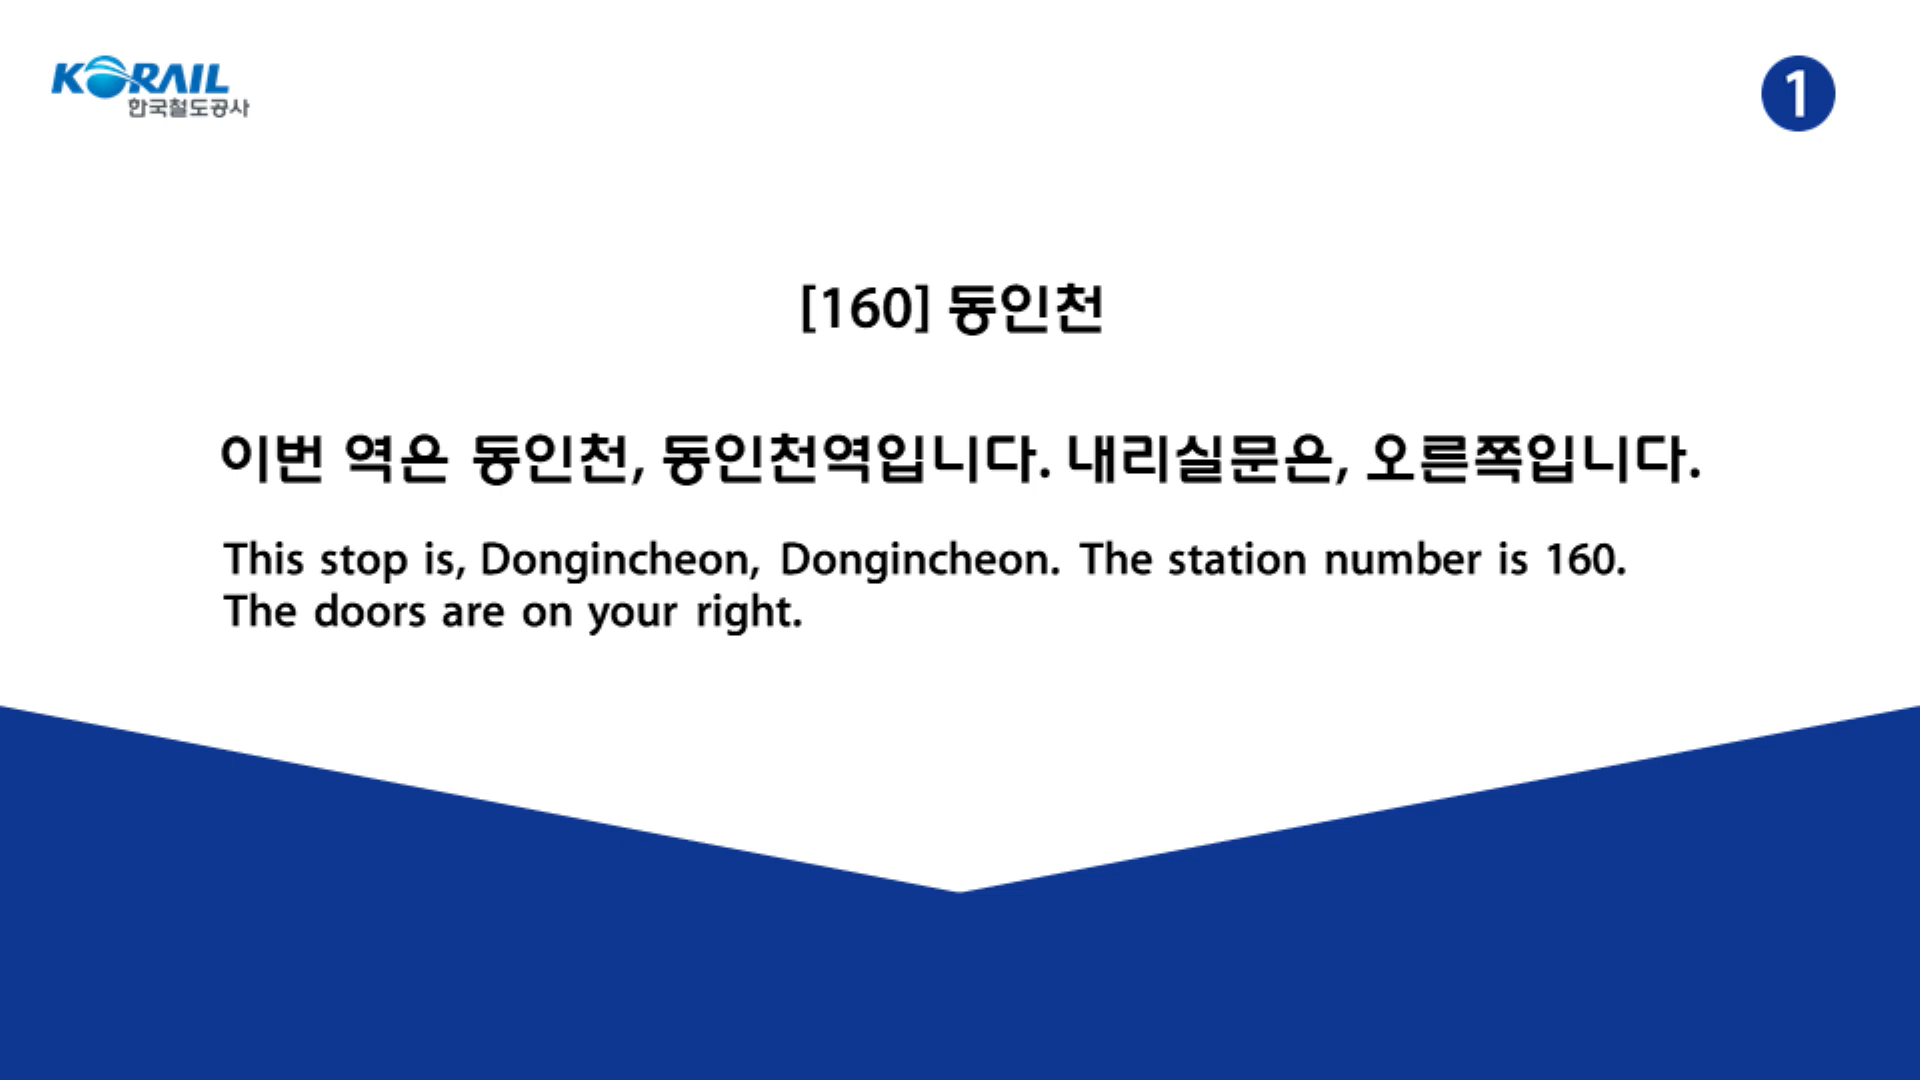 KORAIL
한국철도공사
1
[160] 동인천
이번 역은 동인천, 동인천역입니다. 내리실문은, 오른쪽입니다.
This stop is, Dongincheon, Dongincheon. The station number is 160.
The doors are on your right.